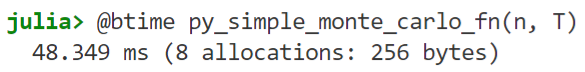 julia> @btime py_simple_monte_carlo_fn(n, T)
48.349 ms (8 allocations: 256 bytes)